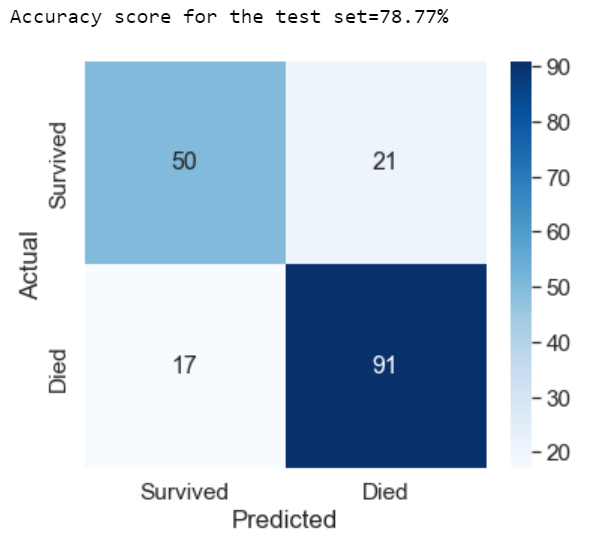 Accuracy score for the test set=78.77%
90
80
70
60
50
40
30
20
Actual
Survived
Died
50
21
17
91
Survived
Died
Predicted